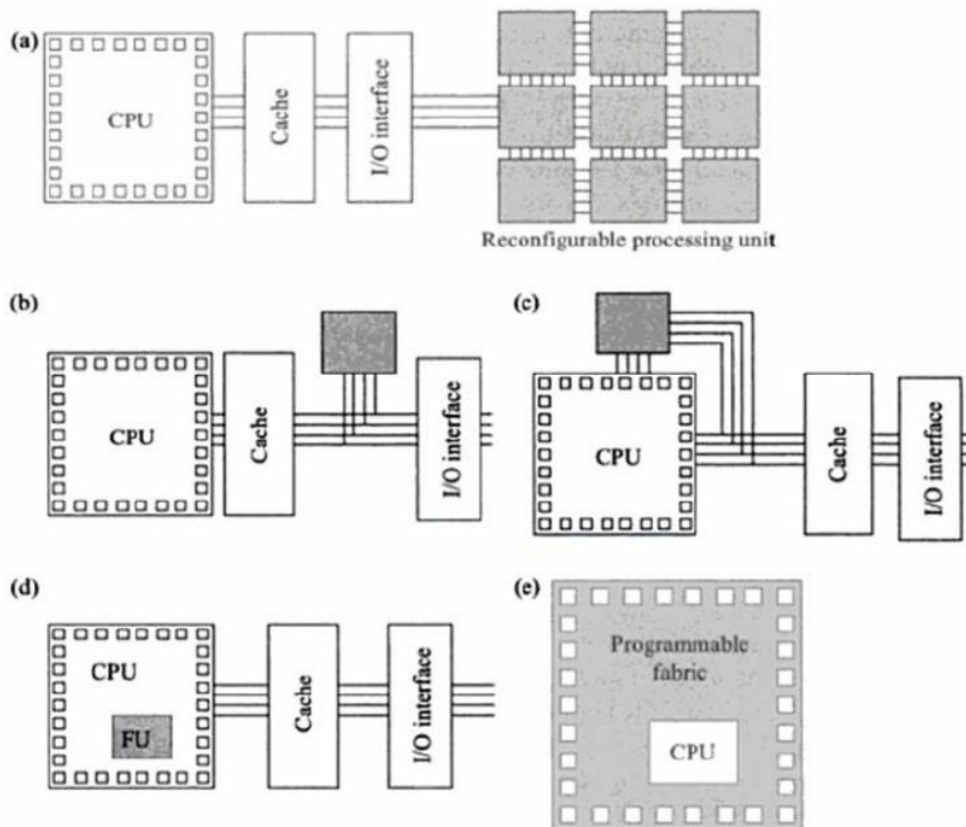 (a)
CPU
Cache
I/O interface
Reconfigurable processing unit
(b)
CPU
Cache
I/O interface
(c)
CPU
Cache
I/O interface
(d)
CPU
FU
Cache
I/O interface
(e)
Programmable
fabric
CPU